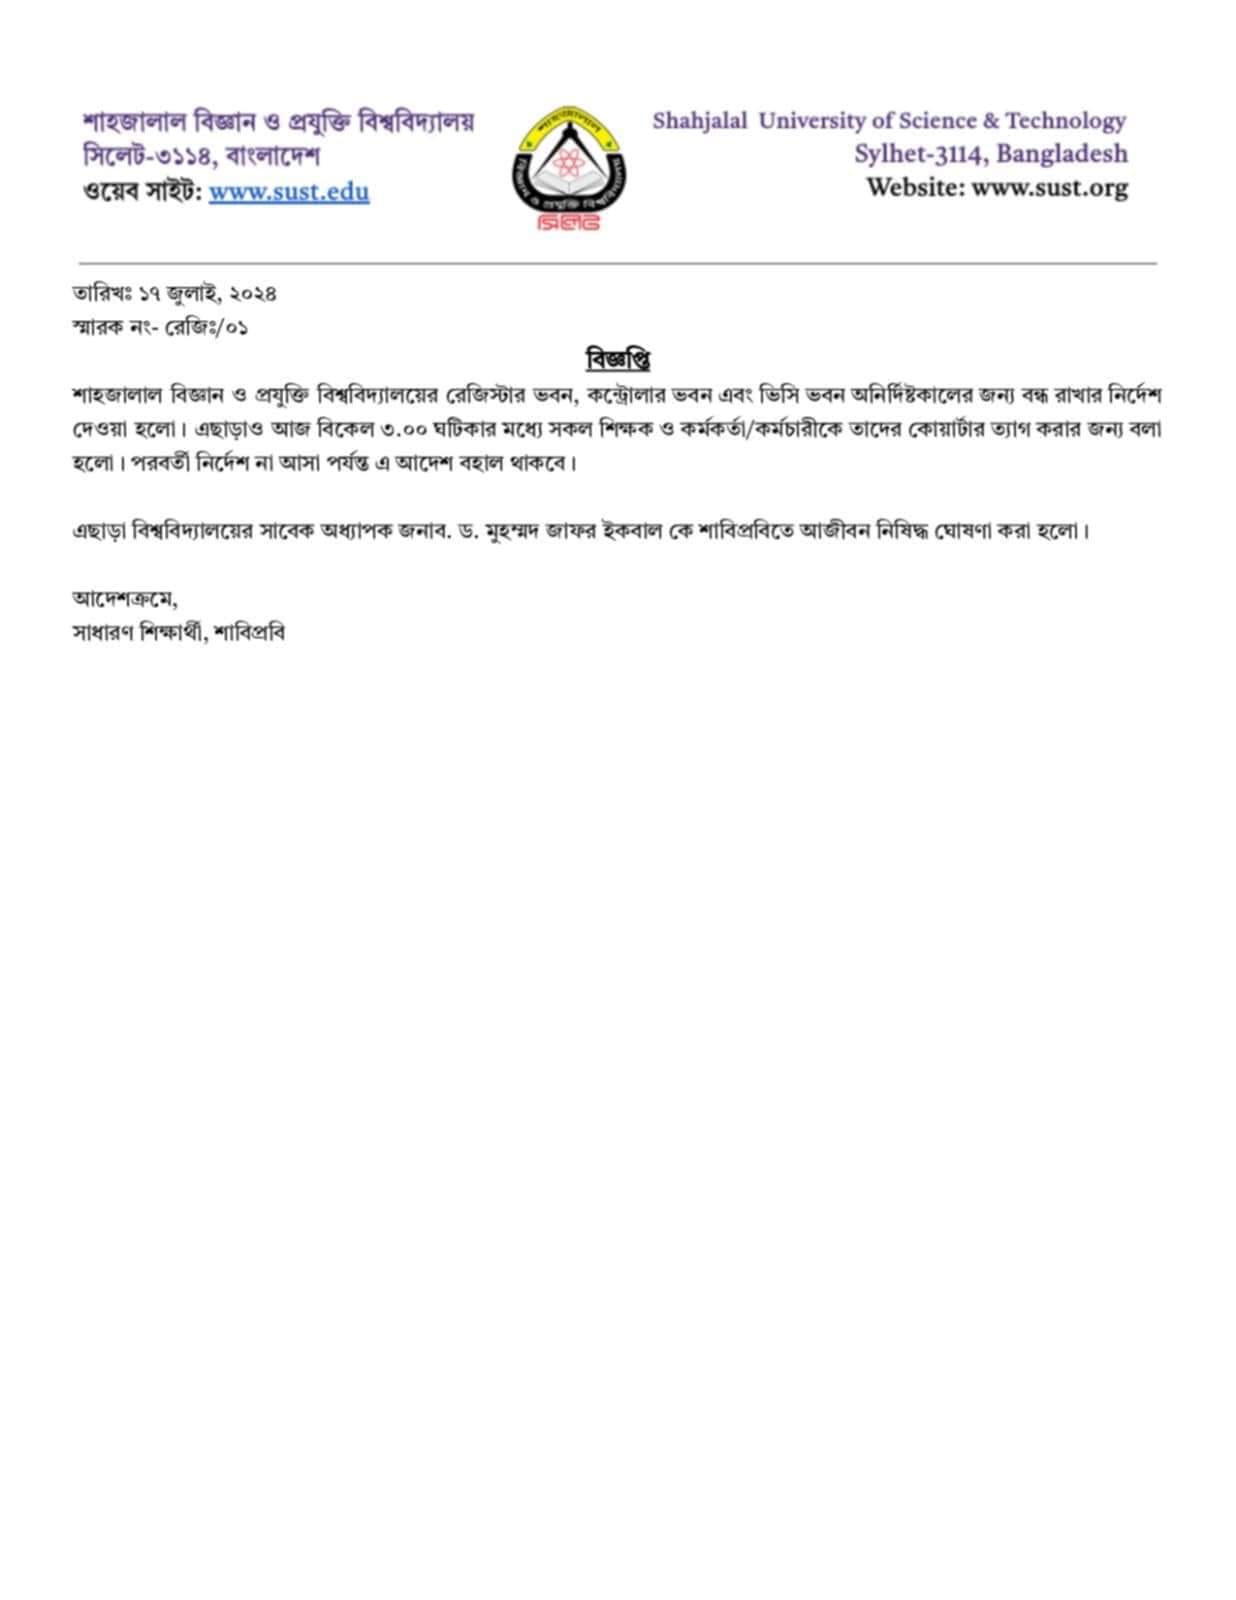 শাহজালাল বিজ্ঞান ও প্রযুক্তি বিশ্ববিদ্যালয়
সিলেট-৩১১৪, বাংলাদেশ
ওয়েব সাইট: www.sust.edu
শাহজালাল
বিজ্ঞান ও প্রযুক্তি বিশ্ববিদ্যালয়
সিলেট
Shahjalal University of Science & Technology
Sylhet-3114, Bangladesh
Website: www.sust.org
তারিখঃ ১৭ জুলাই, ২০২৪
স্মারক নং- রেজিঃ/০১
বিজ্ঞপ্তি
শাহজালাল বিজ্ঞান ও প্রযুক্তি বিশ্ববিদ্যালয়ের রেজিস্টার ভবন, কন্ট্রোলার ভবন এবং ভিসি ভবন অনির্দিষ্টকালের জন্য বন্ধ রাখার নির্দেশ
দেওয়া হলো। এছাড়াও আজ বিকেল ৩.০০ ঘটিকার মধ্যে সকল শিক্ষক ও কর্মকর্তা/কর্মচারীকে তাদের কোয়ার্টার ত্যাগ করার জন্য বলা
হলো। পরবর্তী নির্দেশ না আসা পর্যন্ত এ আদেশ বহাল থাকবে।
এছাড়া বিশ্ববিদ্যালয়ের সাবেক অধ্যাপক জনাব. ড. মুহম্মদ জাফর ইকবাল কে শাবিপ্রবিতে আজীবন নিষিদ্ধ ঘোষণা করা হলো।
আদেশক্রমে,
সাধারণ শিক্ষার্থী, শাবিপ্রবি